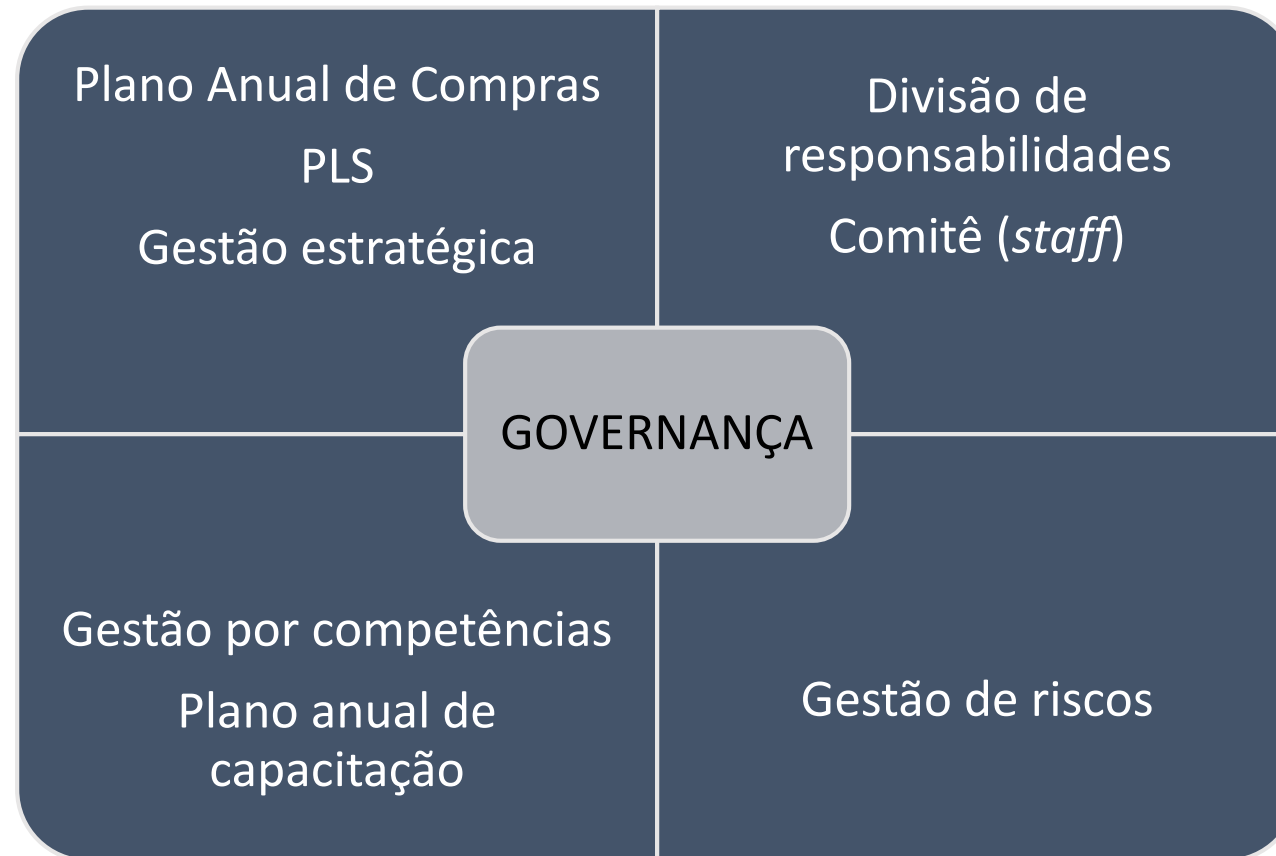 Plano Anual de Compras
PLS
Gestão estratégica
Divisão de
responsabilidades
Comitê (staff)
GOVERNANÇA
Gestão por competências
Plano anual de
capacitação
Gestão de riscos